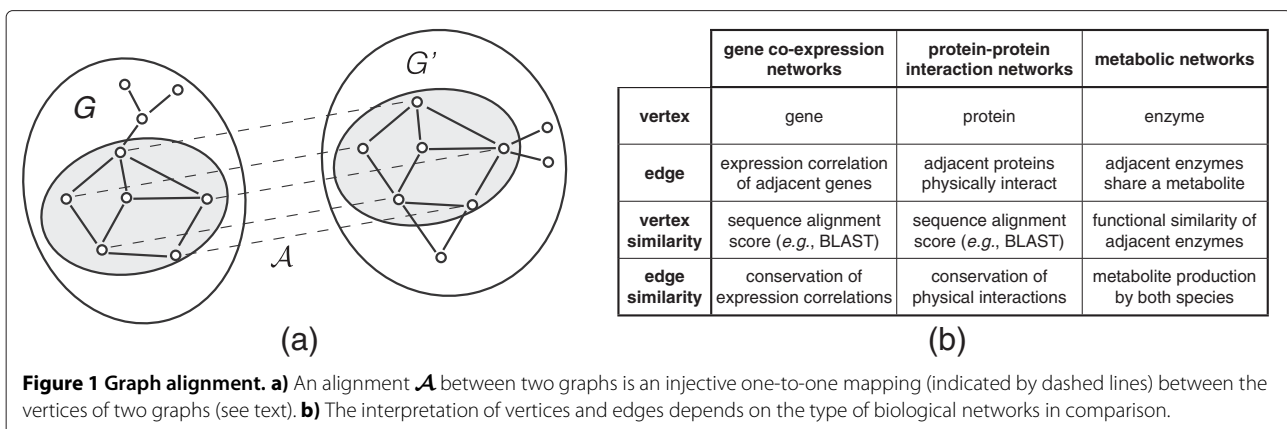 G
G'
A
(a)
gene co-expression
networks
protein-protein
interaction networks
metabolic networks
vertex
gene
protein
enzyme
edge
expression correlation
of adjacent genes
adjacent proteins
physically interact
adjacent enzymes
share a metabolite
vertex
similarity
sequence alignment
score (e.g., BLAST)
sequence alignment
score (e.g., BLAST)
functional similarity of
adjacent enzymes
edge
similarity
conservation of
expression correlations
conservation of
physical interactions
metabolite production
by both species
(b)
Figure 1 Graph alignment. a) An alignment A between two graphs is an injective one-to-one mapping (indicated by dashed lines) between the
vertices of two graphs (see text). b) The interpretation of vertices and edges depends on the type of biological networks in comparison.